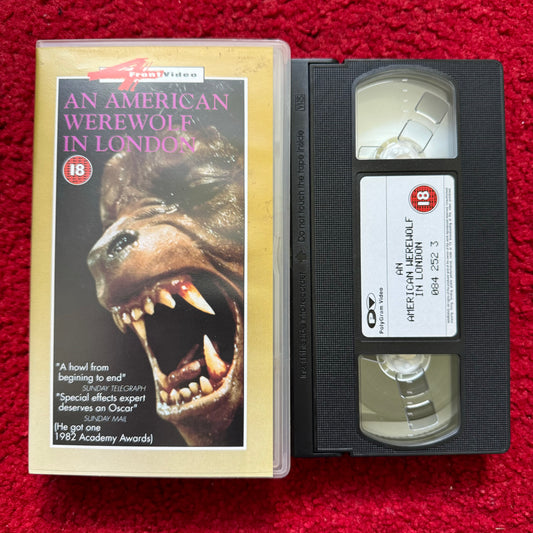 4 Front Video
AN AMERICAN
WEREWOLF
IN LONDON
18
"A howl from
begining to end"
SUNDAY TELEGRAPH
"Special effects expert
deserves an Oscar"
SUNDAY MAIL
(He got one
1982 Academy Awards)
VHS
Do not touch the tape inside
18
AN
AMERICAN WEREWOLF
IN LONDON
084 252 3
PolyGram Video